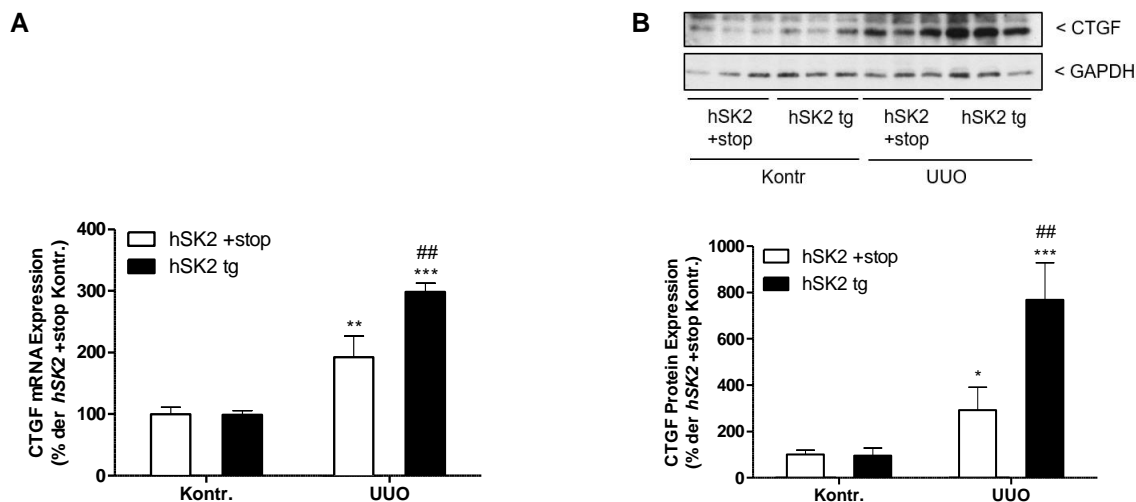 A
400
300
200
100
0
CTGF mRNA Expression
(% der hSK2 +stop Kontr.)
hSK2 +stop
hSK2 tg
**
##
***
Kontr.
UUO
B
< CTGF
< GAPDH
hSK2
+stop
hSK2 tg
hSK2
+stop
hSK2 tg
Kontr
UUO
1000
800
600
400
200
0
CTGF Protein Expression
(% der hSK2 +stop Kontr.)
hSK2 +stop
hSK2 tg
*
##
***
Kontr.
UUO